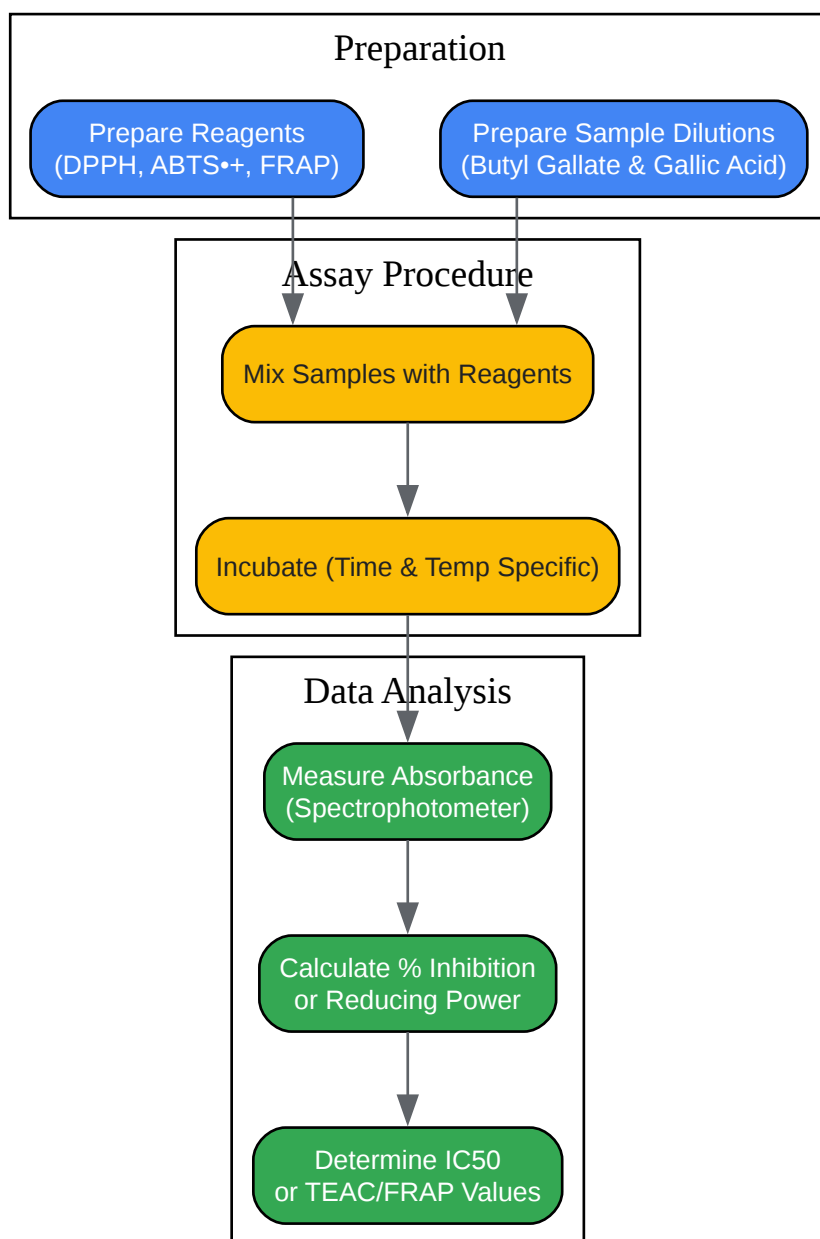 Preparation
Prepare Reagents
(DPPH, ABTS•+, FRAP)
Prepare Sample Dilutions
(Butyl Gallate & Gallic Acid)
Assay Procedure
Mix Samples with Reagents
Incubate (Time & Temp Specific)
Data Analysis
Measure Absorbance
(Spectrophotometer)
Calculate % Inhibition
or Reducing Power
Determine IC50
or TEAC/FRAP Values